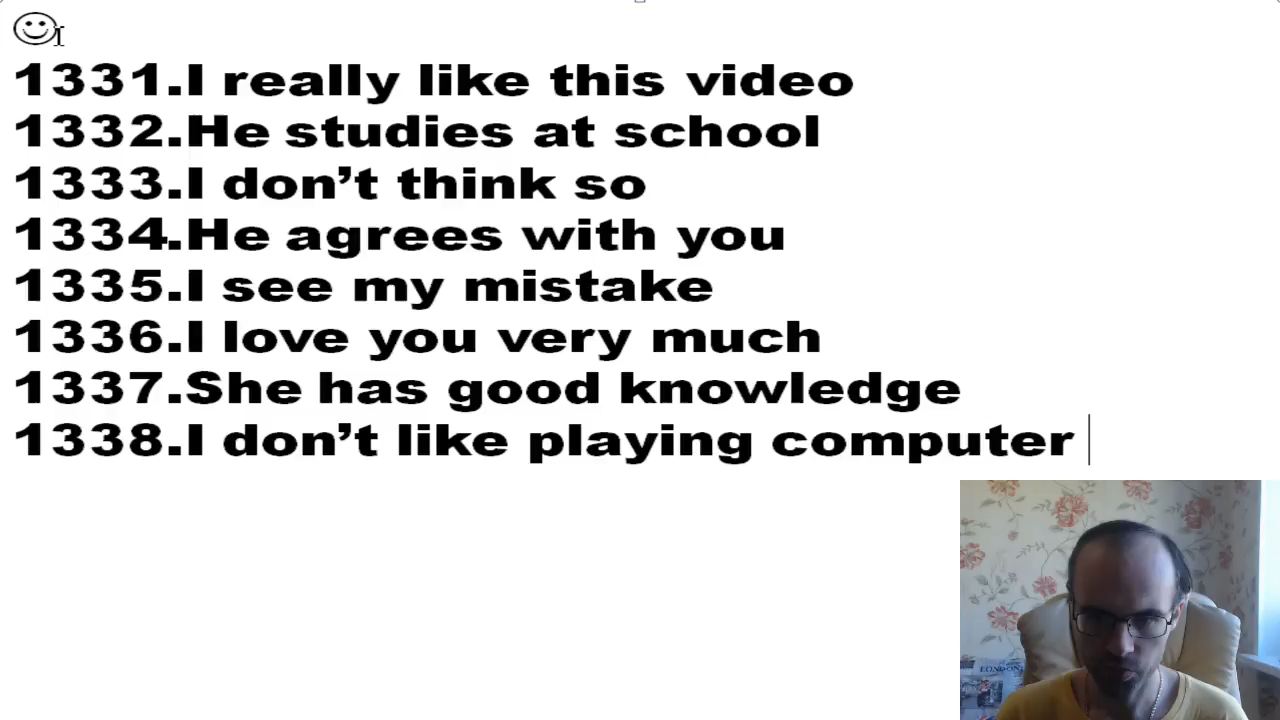 1331.I really like this video
1332.He studies at school
1333.I don’t think so
1334.He agrees with you
1335.I see my mistake
1336.I love you very much
1337.She has good knowledge
1338.I don’t like playing computer
LONDON